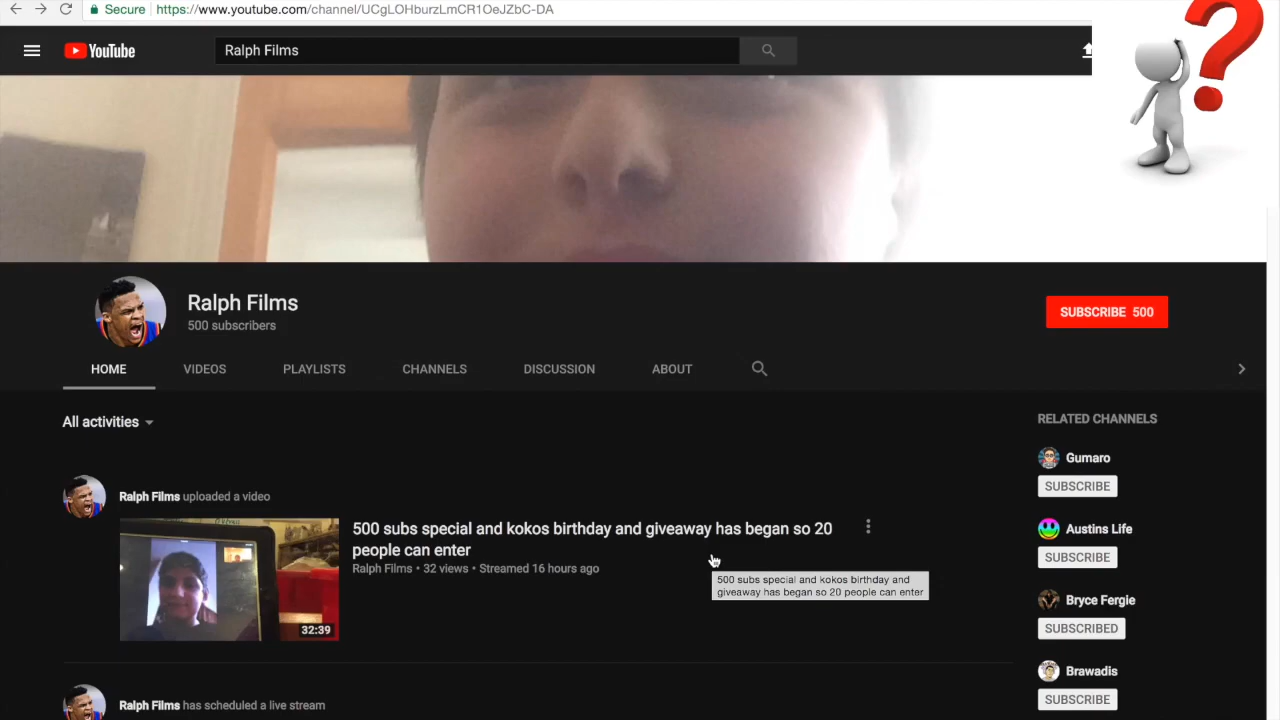 Secure https://www.youtube.com/channel/UCgLOHburzLmCR1OeJZbC-DA
YouTube Ralph Films
Ralph Films
500 subscribers
SUBSCRIBE 500
HOME VIDEOS PLAYLISTS CHANNELS DISCUSSION ABOUT
All activities
Ralph Films uploaded a video
32:39
500 subs special and kokos birthday and giveaway has began so 20
people can enter
Ralph Films • 32 views • Streamed 16 hours ago
500 subs special and kokos birthday and
giveaway has began so 20 people can enter
Ralph Films has scheduled a live stream
RELATED CHANNELS
Gumaro
SUBSCRIBE
Austins Life
SUBSCRIBE
Bryce Fergie
SUBSCRIBED
Brawadis
SUBSCRIBE
?